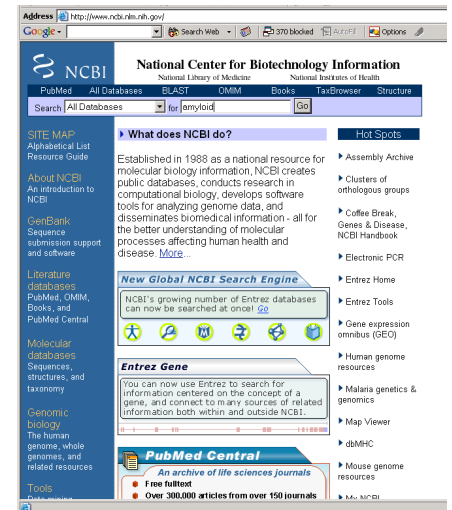 Address http://www.ncbi.nlm.nih.gov/
Google Search Web 370 blocked AutoFill Options
NCBI
National Center for Biotechnology Information
National Library of Medicine National Institutes of Health
PubMed All Databases BLAST OMIM Books TaxBrowser Structure
Search All Databases for amyloid Go
SITE MAP
Alphabetical List
Resource Guide
About NCBI
An introduction to
NCBI
GenBank
Sequence
submission support
and software
Literature
databases
PubMed, OMIM,
Books, and
PubMed Central
Molecular
databases
Sequences,
structures, and
taxonomy
Genomic
biology
The human
genome, whole
genomes, and
related resources
Tools
What does NCBI do?
Established in 1988 as a national resource for
molecular biology information, NCBI creates
public databases, conducts research in
computational biology, develops software
tools for analyzing genome data, and
disseminates biomedical information - all for
the better understanding of molecular
processes affecting human health and
disease. More...
New Global NCBI Search Engine
NCBI's growing number of Entrez databases
can now be searched at once! Go
M
Entrez Gene
You can now use Entrez to search for
information centered on the concept of a
gene, and connect to many sources of related
information both within and outside NCBI.
PubMed Central
An archive of life sciences journals
Free fulltext
Over 300,000 articles from over 150 journals
Hot Spots
Assembly Archive
Clusters of
orthologous groups
Coffee Break,
Genes & Disease,
NCBI Handbook
Electronic PCR
Entrez Home
Entrez Tools
Gene expression
omnibus (GEO)
Human genome
resources
Malaria genetics &
genomics
Map Viewer
dbMHC
Mouse genome
resources
My NCBI